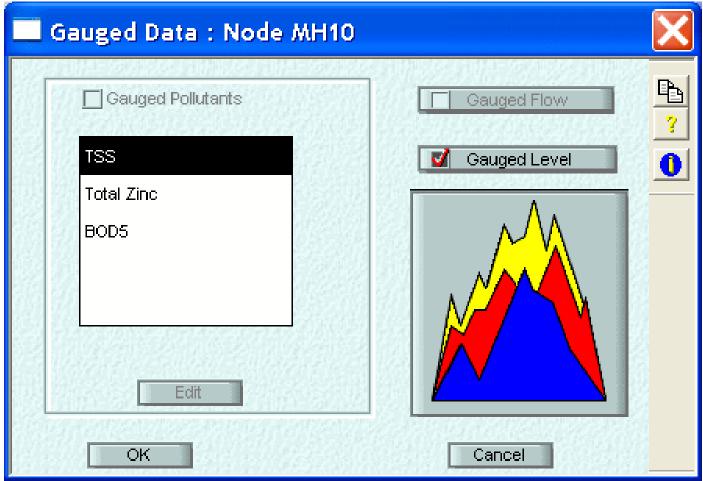 Gauged Data : Node MH10
Gauged Pollutants
TSS
Total Zinc
BOD5
Edit
Gauged Flow
Gauged Level
OK
Cancel